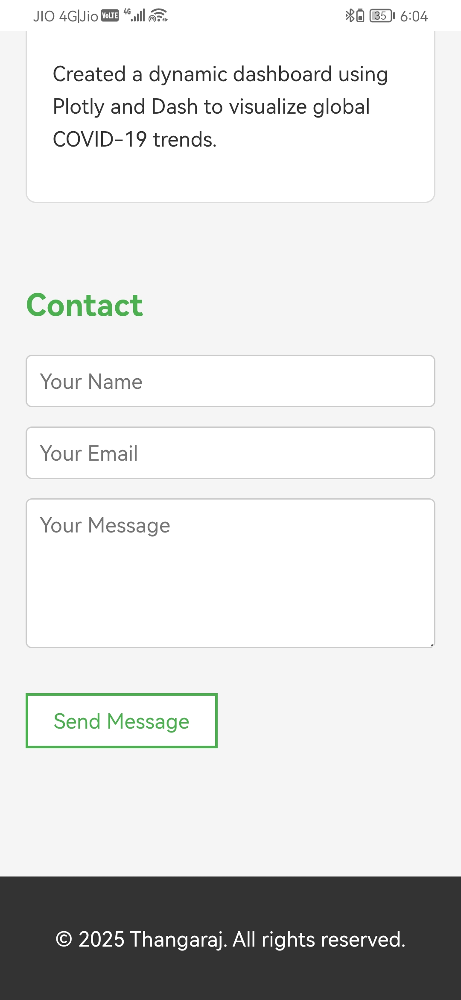 JIO 4G|Jio VoLTE 4G 35 6:04
Created a dynamic dashboard using
Plotly and Dash to visualize global
COVID-19 trends.
Contact
Your Name
Your Email
Your Message
Send Message
© 2025 Thangaraj. All rights reserved.